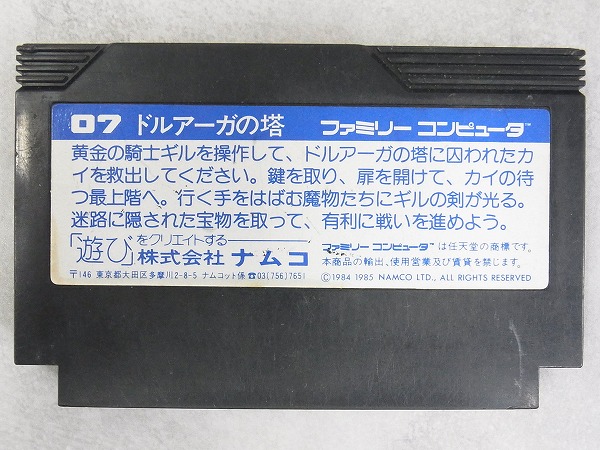 07 ドルアーガの塔 ファミリー コンピュータ™
黄金の騎士ギルを操作して、ドルアーガの塔に囚われたカ
イを救出してください。鍵を取り、扉を開けて、カイの待
つ最上階へ。行く手をはばむ魔物たちにギルの剣が光る。
迷路に隠された宝物を取って、有利に戦いを進めよう。
「遊び」をクリエイトする
株式会社 ナムコ
〒146 東京都大田区多摩川2-8-5 ナムコット係 ☎03(756)7651
ファミリー コンピュータ™は任天堂の商標です。
本商品の輸出、使用営業及び賃貸を禁じます。
©1984 1985 NAMCO LTD., ALL RIGHTS RESERVED